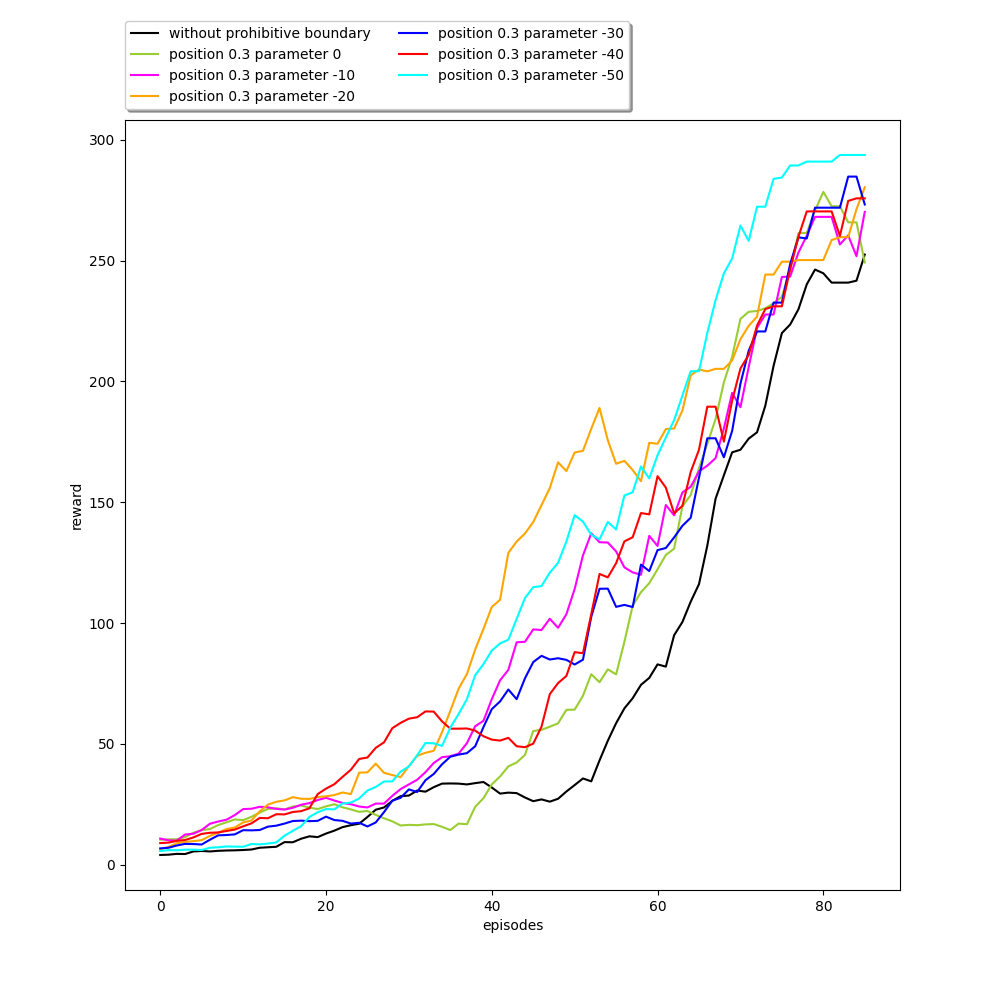 without prohibitive boundary
position 0.3 parameter 0
position 0.3 parameter -10
position 0.3 parameter -20
position 0.3 parameter -30
position 0.3 parameter -40
position 0.3 parameter -50
300
250
200
150
100
50
0
reward
0 20 40 60 80
episodes